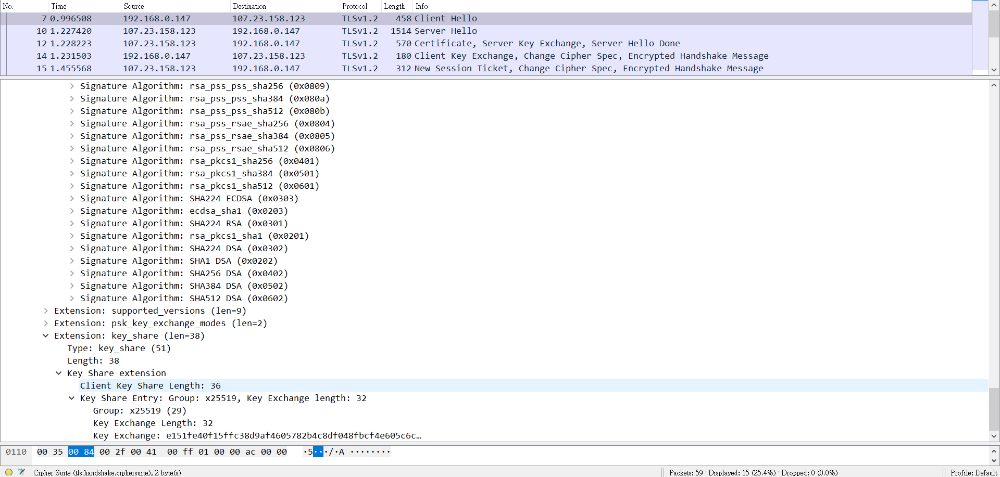 No. Time Source Destination Protocol Length Info
7 0.996508 192.168.0.147 107.23.158.123 TLSv1.2 458 Client Hello
10 1.227420 107.23.158.123 192.168.0.147 TLSv1.2 1514 Server Hello
12 1.228223 107.23.158.123 192.168.0.147 TLSv1.2 570 Certificate, Server Key Exchange, Server Hello Done
14 1.231503 192.168.0.147 107.23.158.123 TLSv1.2 180 Client Key Exchange, Change Cipher Spec, Encrypted Handshake Message
15 1.455568 107.23.158.123 192.168.0.147 TLSv1.2 312 New Session Ticket, Change Cipher Spec, Encrypted Handshake Message
Signature Algorithm: rsa_pss_pss_sha256 (0x0809)
Signature Algorithm: rsa_pss_pss_sha384 (0x080a)
Signature Algorithm: rsa_pss_pss_sha512 (0x080b)
Signature Algorithm: rsa_pss_rsae_sha256 (0x0804)
Signature Algorithm: rsa_pss_rsae_sha384 (0x0805)
Signature Algorithm: rsa_pss_rsae_sha512 (0x0806)
Signature Algorithm: rsa_pkcs1_sha256 (0x0401)
Signature Algorithm: rsa_pkcs1_sha384 (0x0501)
Signature Algorithm: rsa_pkcs1_sha512 (0x0601)
Signature Algorithm: SHA224 ECDSA (0x0303)
Signature Algorithm: ecdsa_sha1 (0x0203)
Signature Algorithm: SHA224 RSA (0x0301)
Signature Algorithm: rsa_pkcs1_sha1 (0x0201)
Signature Algorithm: SHA224 DSA (0x0302)
Signature Algorithm: SHA1 DSA (0x0202)
Signature Algorithm: SHA256 DSA (0x0402)
Signature Algorithm: SHA384 DSA (0x0502)
Signature Algorithm: SHA512 DSA (0x0602)
Extension: supported_versions (len=9)
Extension: psk_key_exchange_modes (len=2)
Extension: key_share (len=38)
Type: key_share (51)
Length: 38
Key Share extension
Client Key Share Length: 36
Key Share Entry: Group: x25519, Key Exchange length: 32
Group: x25519 (29)
Key Exchange Length: 32
Key Exchange: e151fe40f15ffc38d9af4605782b4c8df048fbcf4e605c6c…
0110 00 35 00 84 00 2f 00 41 00 ff 01 00 00 ac 00 00 ·5···/·A ········
Cipher Suite (tls.handshake.ciphersuite), 2 byte(s) Packets: 59 · Displayed: 15 (25.4%) · Dropped: 0 (0.0%) Profile: Default